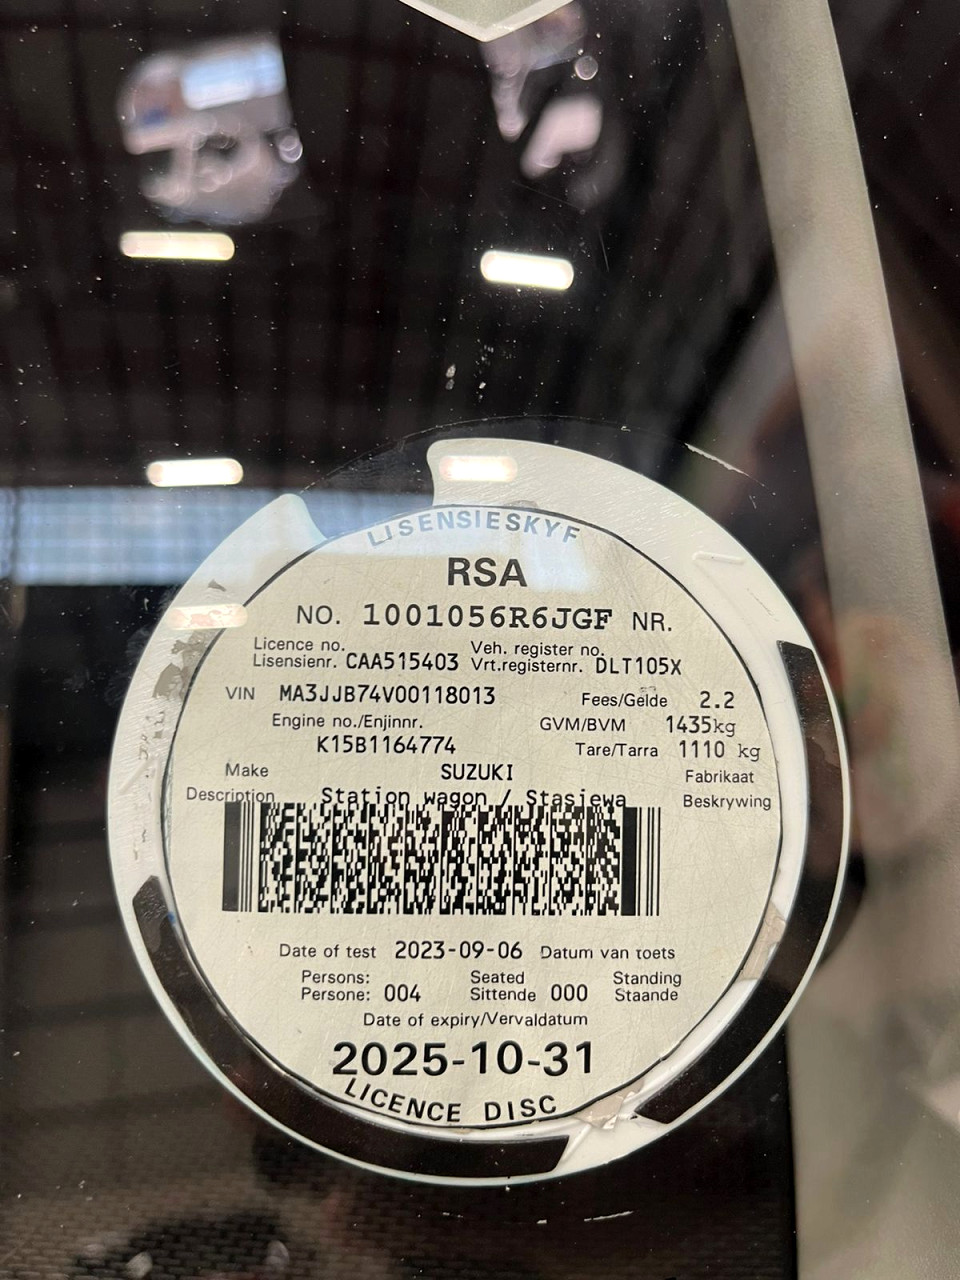 LISENSIESKYF
RSA
NO. 1001056R6JGF NR.
Licence no. Veh. register no.
Lisensienr. CAA515403 Vrt.registernr. DLT105X
VIN MA3JJB74V00118013 Fees/Gelde 2.2
Engine no./Enjinnr. GVM/BVM 1435kg
K15B1164774 Tare/Tarra 1110 kg
Make SUZUKI Fabrikaat
Description Station wagon / Stasiewa Beskrywing
Date of test 2023-09-06 Datum van toets
Persons: Seated Standing
Persone: 004 Sittende 000 Staande
Date of expiry/Vervaldatum
2025-10-31
LICENCE DISC